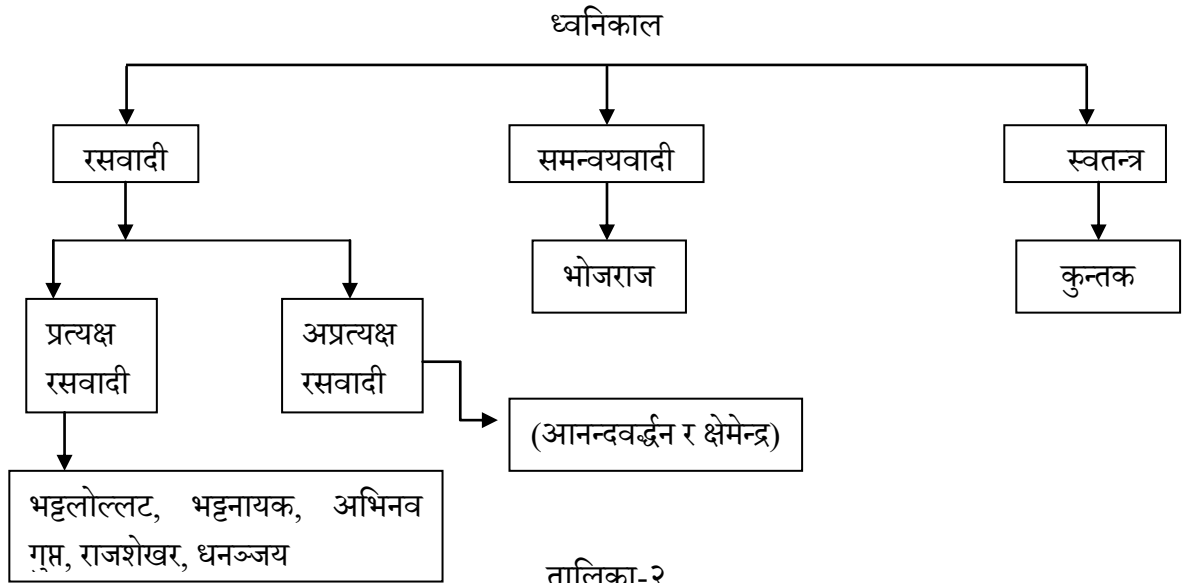 ध्वनिकाल
रसवादी
समन्वयवादी
स्वतन्त्र
भोजराज
कुन्तक
प्रत्यक्ष
रसवादी
अप्रत्यक्ष
रसवादी
(आनन्दवर्द्धन र क्षेमेन्द्र)
भट्टलोल्लट, भट्टनायक, अभिनव
गुप्त, राजशेखर, धनञ्जय
तालिका-२